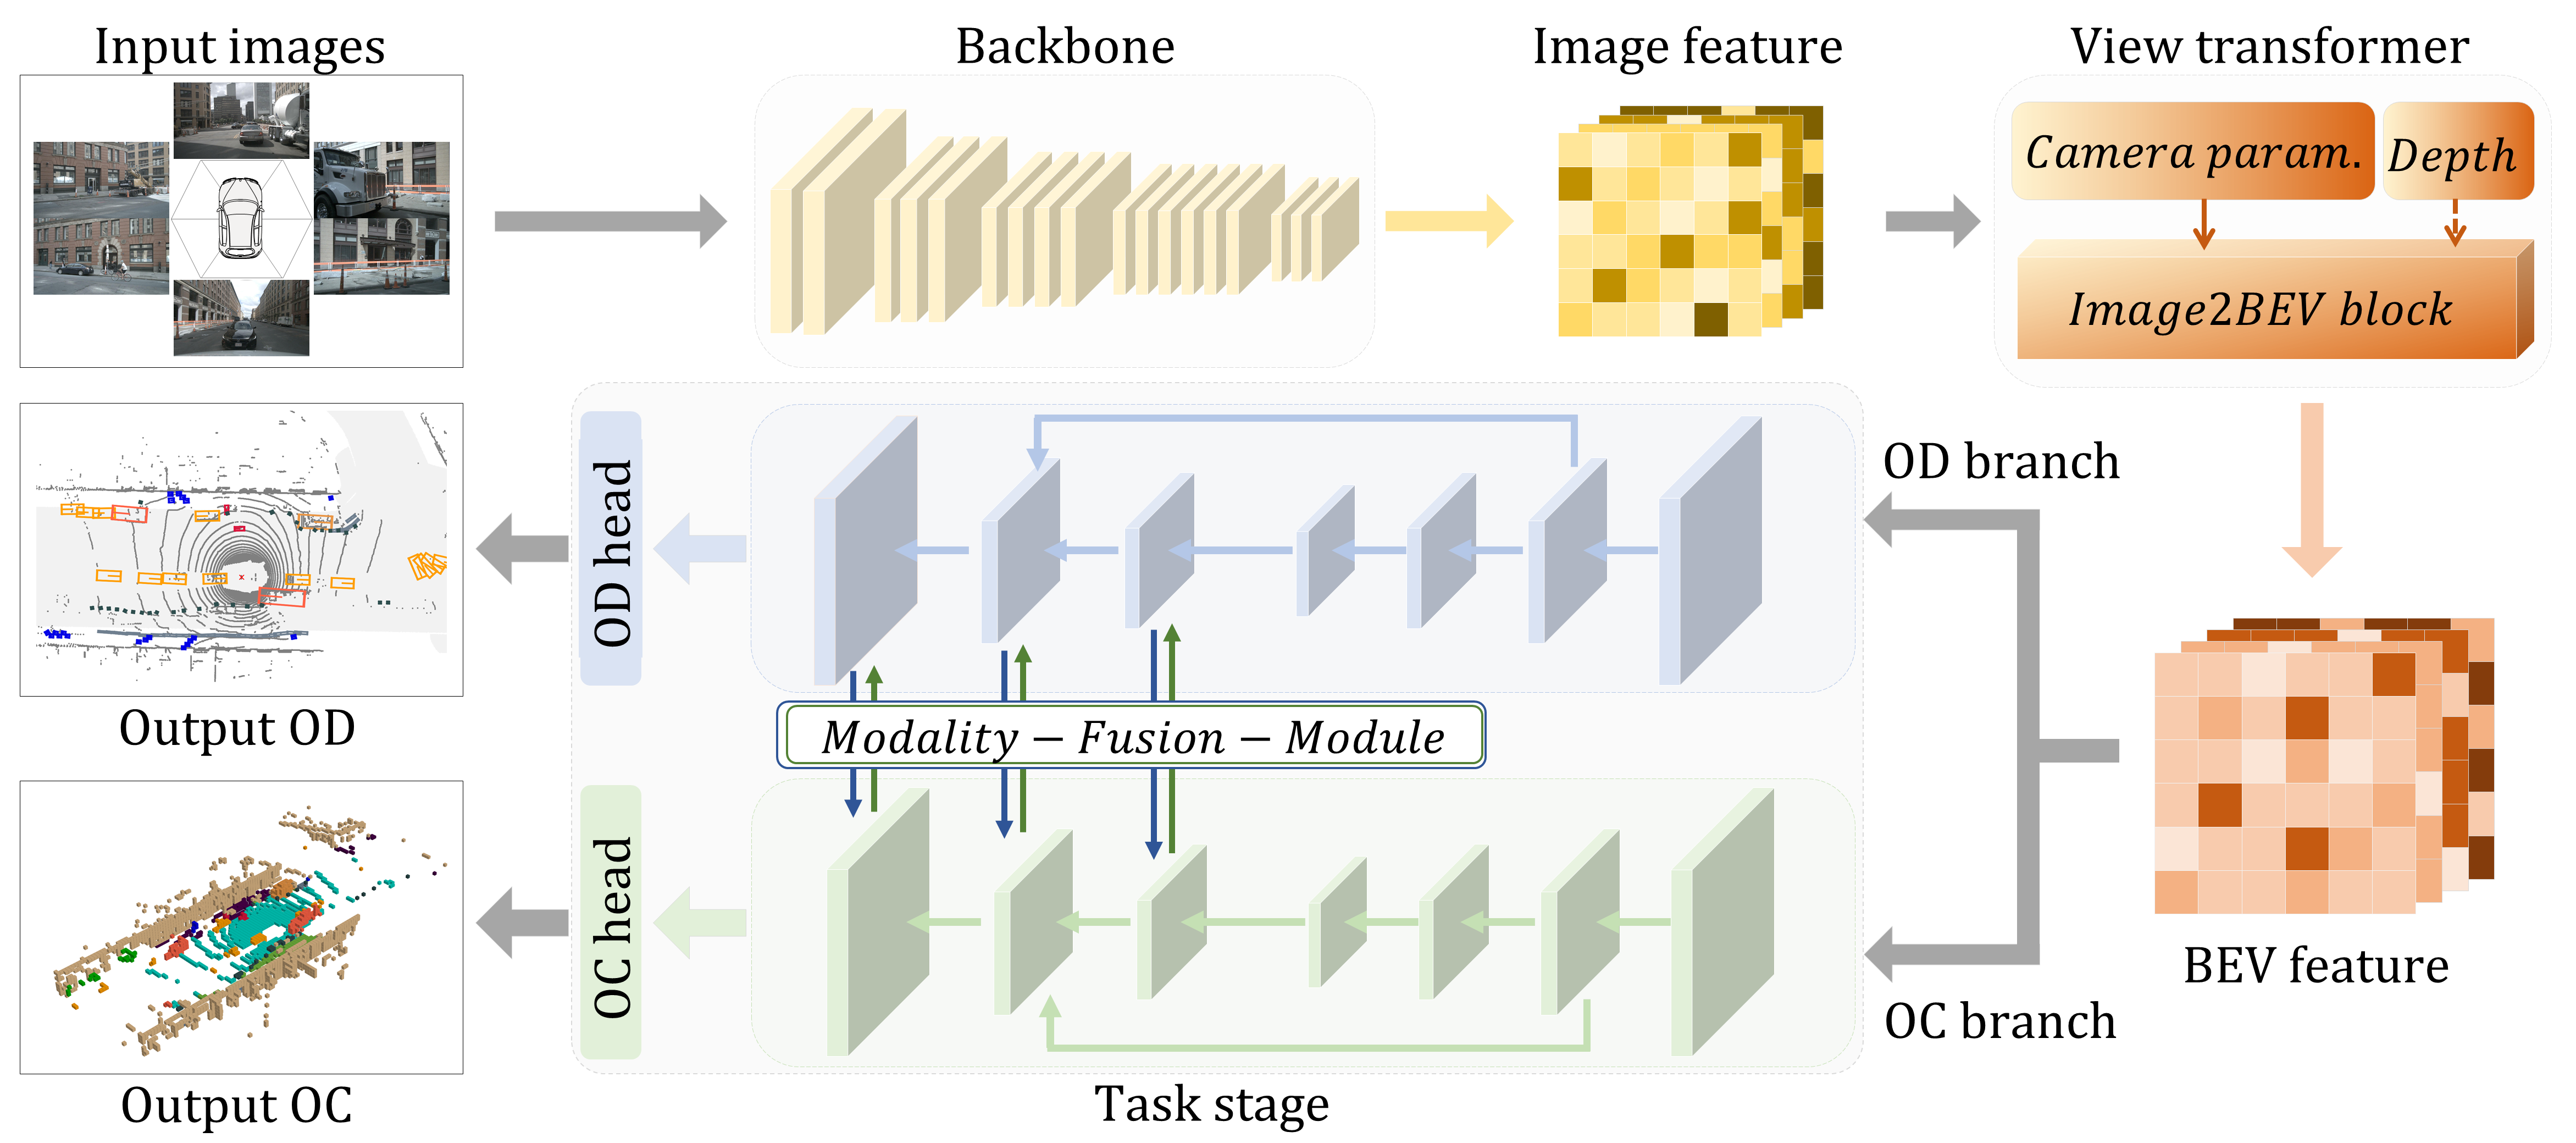 Input images
Backbone
Image feature
View transformer
Camera param.
Depth
Image2BEV block
OD branch
OD head
Output OD
Modality − Fusion − Module
OC head
BEV feature
OC branch
Output OC
Task stage